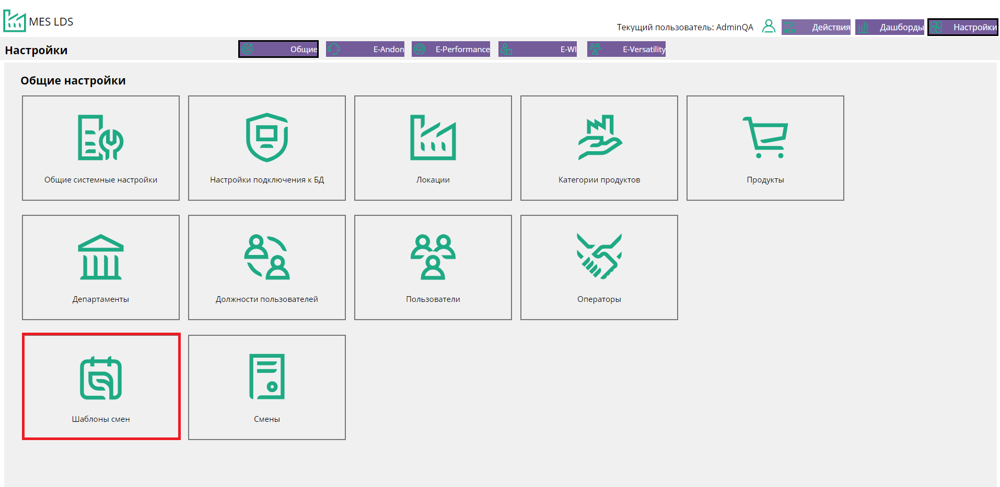 MES LDS
Текущий пользователь: AdminQA
Действия
Дашборды
Настройки
Настройки
Общие
E-Andon
E-Performance
E-WI
E-Versatility
Общие настройки
Общие системные настройки
Настройки подключения к БД
Локации
Категории продуктов
Продукты
Департаменты
Должности пользователей
Пользователи
Операторы
Шаблоны смен
Смены